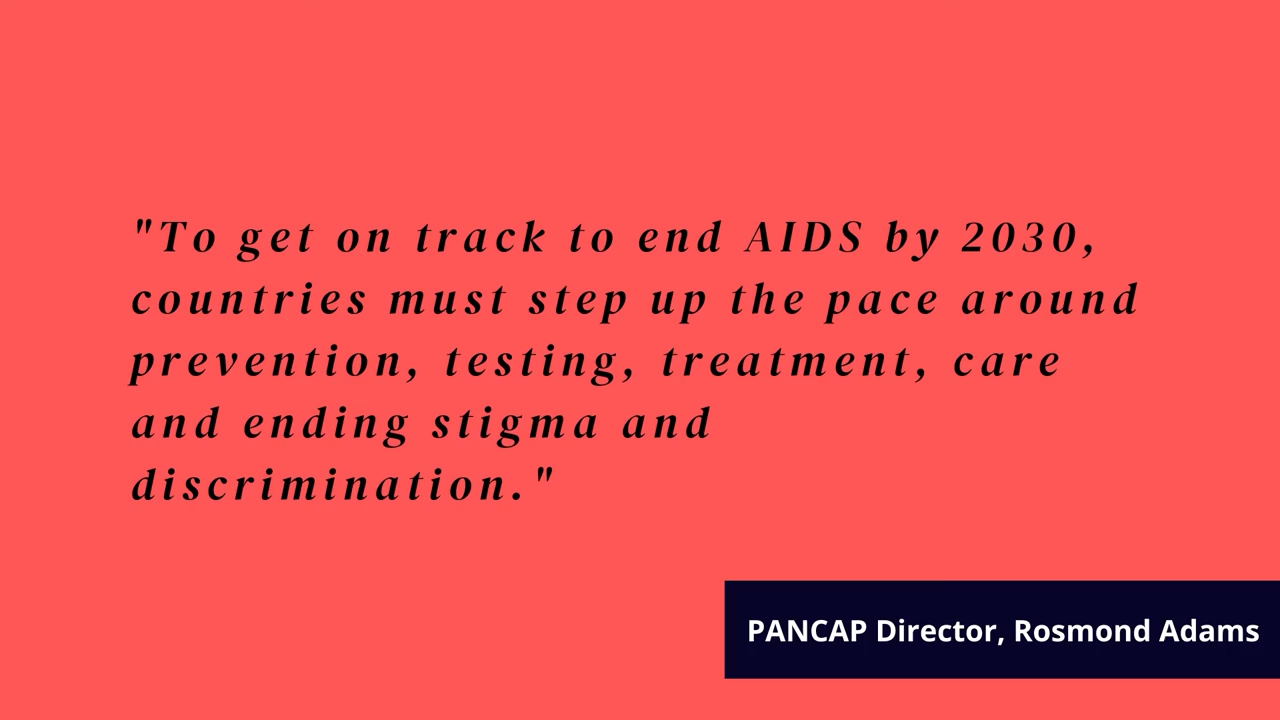 "To get on track to end AIDS by 2030,
countries must step up the pace around
prevention, testing, treatment, care
and ending stigma and
discrimination."
PANCAP Director, Rosmond Adams